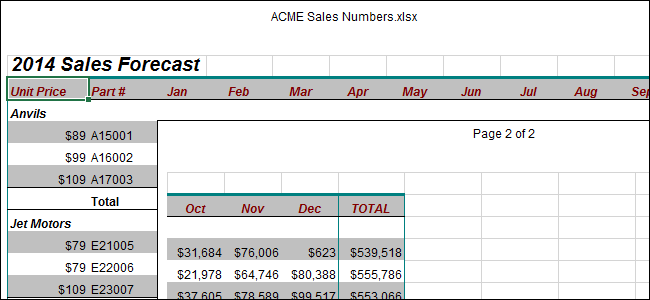 ACME Sales Numbers.xlsx
2014 Sales Forecast
Unit Price Part # Jan Feb Mar Apr May Jun Jul Aug
Anvils
$89 A15001
$99 A16002
$109 A17003
Total
Jet Motors
$79 E21005
$79 E22006
$109 E23007
Page 2 of 2
Oct Nov Dec TOTAL
$31,684 $76,006 $623 $539,518
$21,978 $64,746 $80,388 $555,786
$37,605 $78,589 $99,517 $553,066